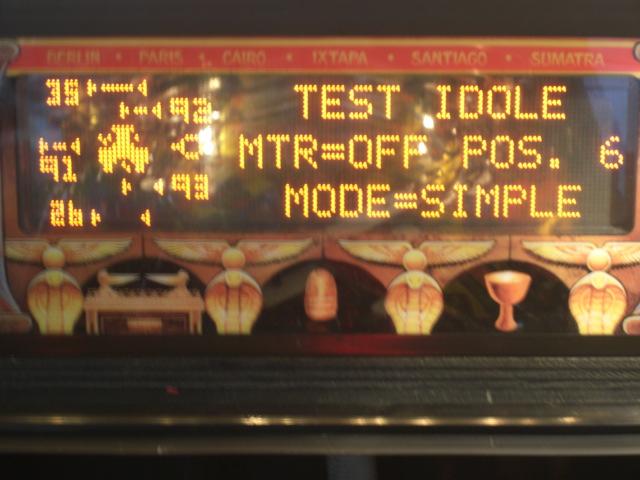 BERLIN • PARIS • CAIRO • IXTAPA • SANTIAGO • SUMATRA
TEST IDOLE
MTR=OFF POS. 6
MODE=SIMPLE